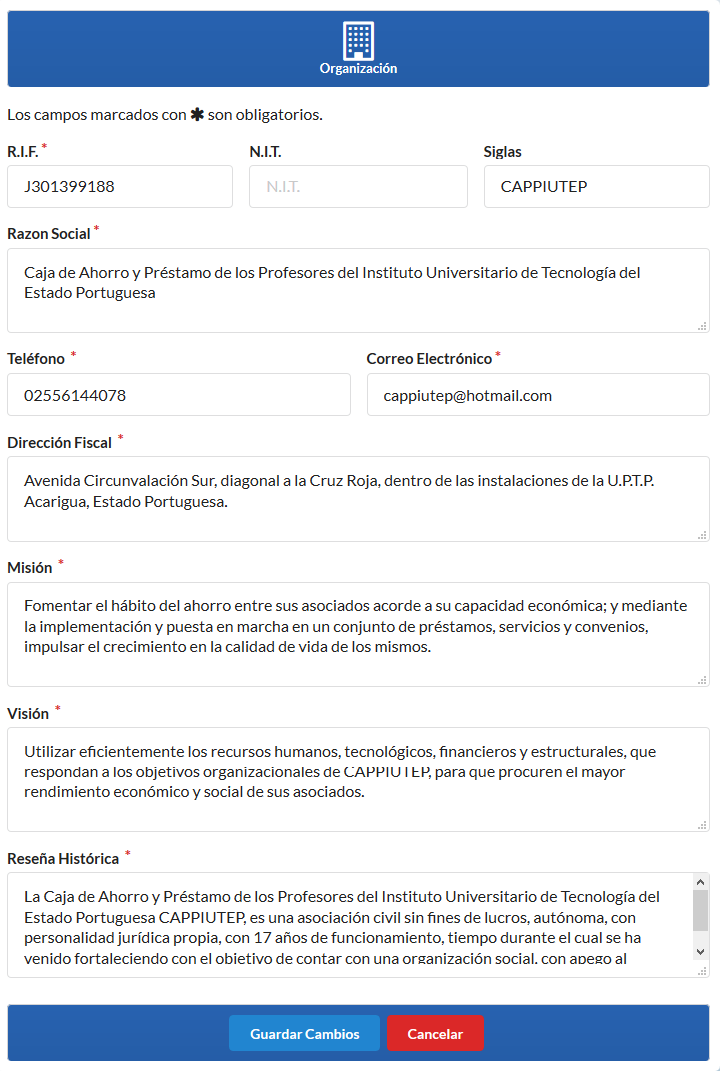 Organización
Los campos marcados con ✱ son obligatorios.
R.I.F. * N.I.T. Siglas
J301399188 N.I.T. CAPPIUTEP
Razon Social *
Caja de Ahorro y Préstamo de los Profesores del Instituto Universitario de Tecnología del
Estado Portuguesa
Teléfono * Correo Electrónico *
02556144078 cappiutep@hotmail.com
Dirección Fiscal *
Avenida Circunvalación Sur, diagonal a la Cruz Roja, dentro de las instalaciones de la U.P.T.P.
Acarigua, Estado Portuguesa.
Misión *
Fomentar el hábito del ahorro entre sus asociados acorde a su capacidad económica; y mediante
la implementación y puesta en marcha en un conjunto de préstamos, servicios y convenios,
impulsar el crecimiento en la calidad de vida de los mismos.
Visión *
Utilizar eficientemente los recursos humanos, tecnológicos, financieros y estructurales, que
respondan a los objetivos organizacionales de CAPPIUTEP, para que procuren el mayor
rendimiento económico y social de sus asociados.
Reseña Histórica *
La Caja de Ahorro y Préstamo de los Profesores del Instituto Universitario de Tecnología del
Estado Portuguesa CAPPIUTEP, es una asociación civil sin fines de lucros, autónoma, con
personalidad jurídica propia, con 17 años de funcionamiento, tiempo durante el cual se ha
venido fortaleciendo con el objetivo de contar con una organización social, con apego al
Guardar Cambios Cancelar